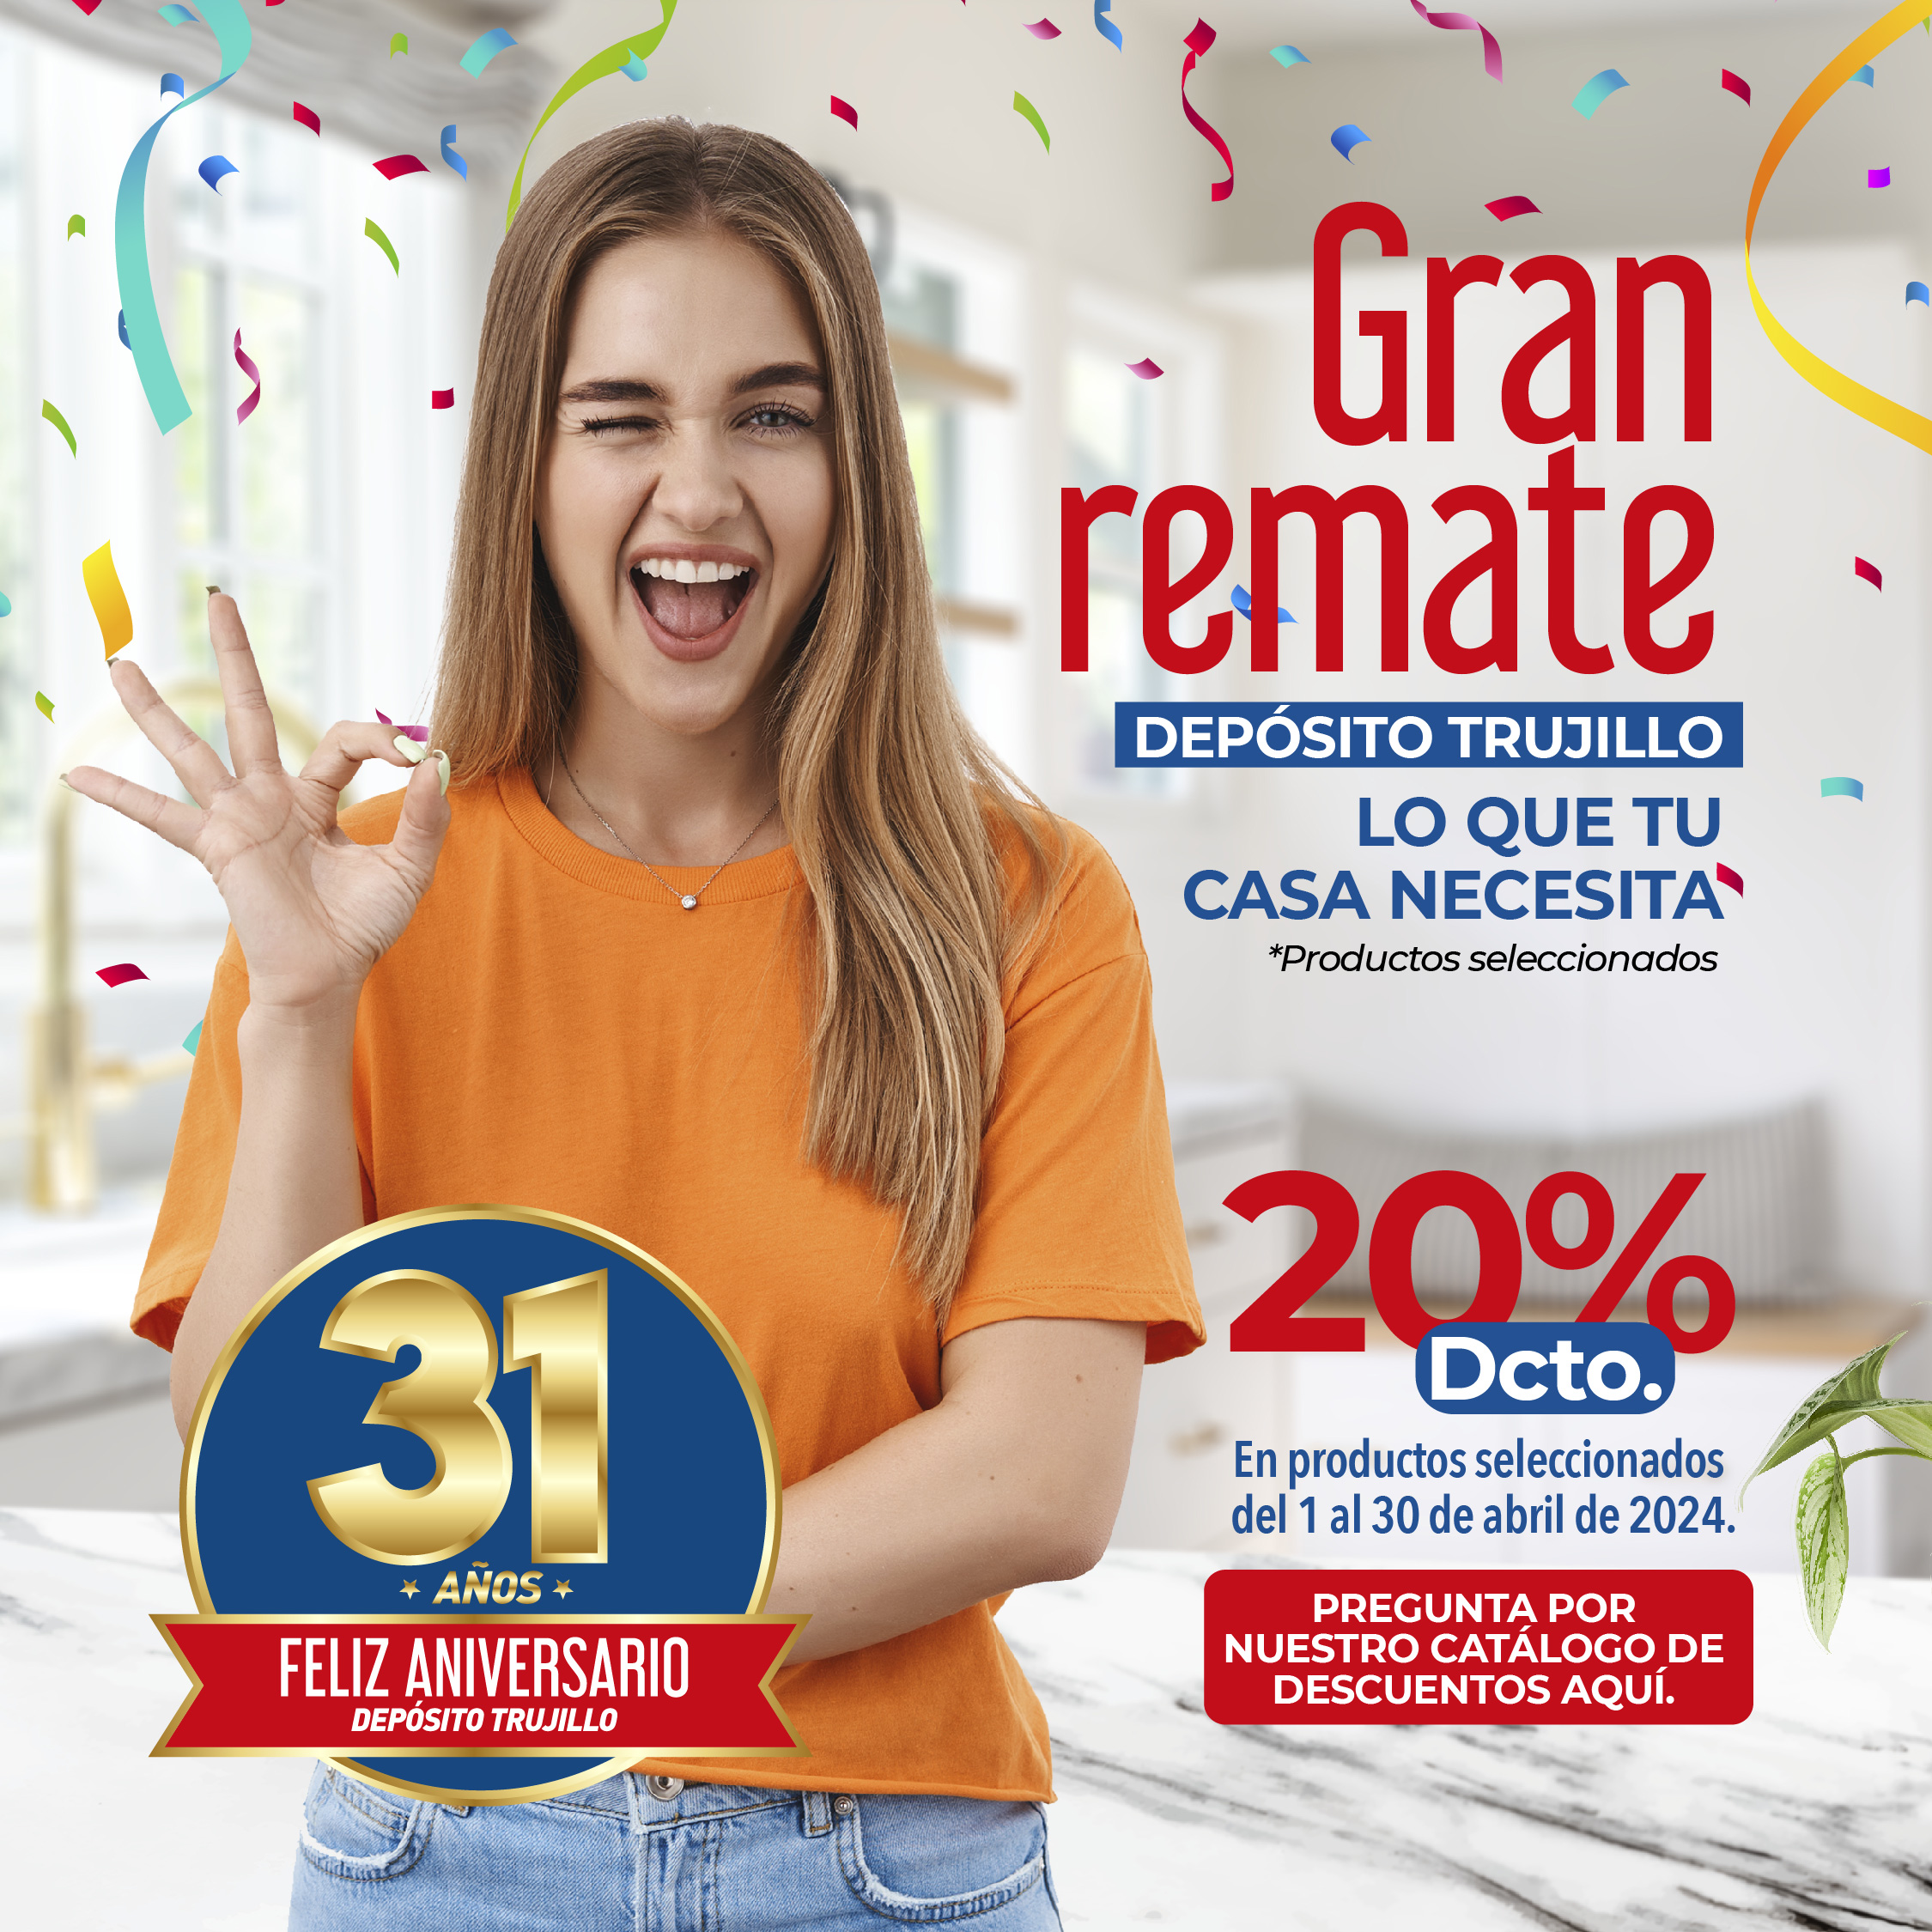 Gran
remate
DEPÓSITO TRUJILLO
LO QUE TU
CASA NECESITA
*Productos seleccionados
20%
Dcto.
En productos seleccionados
del 1 al 30 de abril de 2024.
PREGUNTA POR
NUESTRO CATÁLOGO DE
DESCUENTOS AQUÍ.
31
AÑOS
FELIZ ANIVERSARIO
DEPÓSITO TRUJILLO